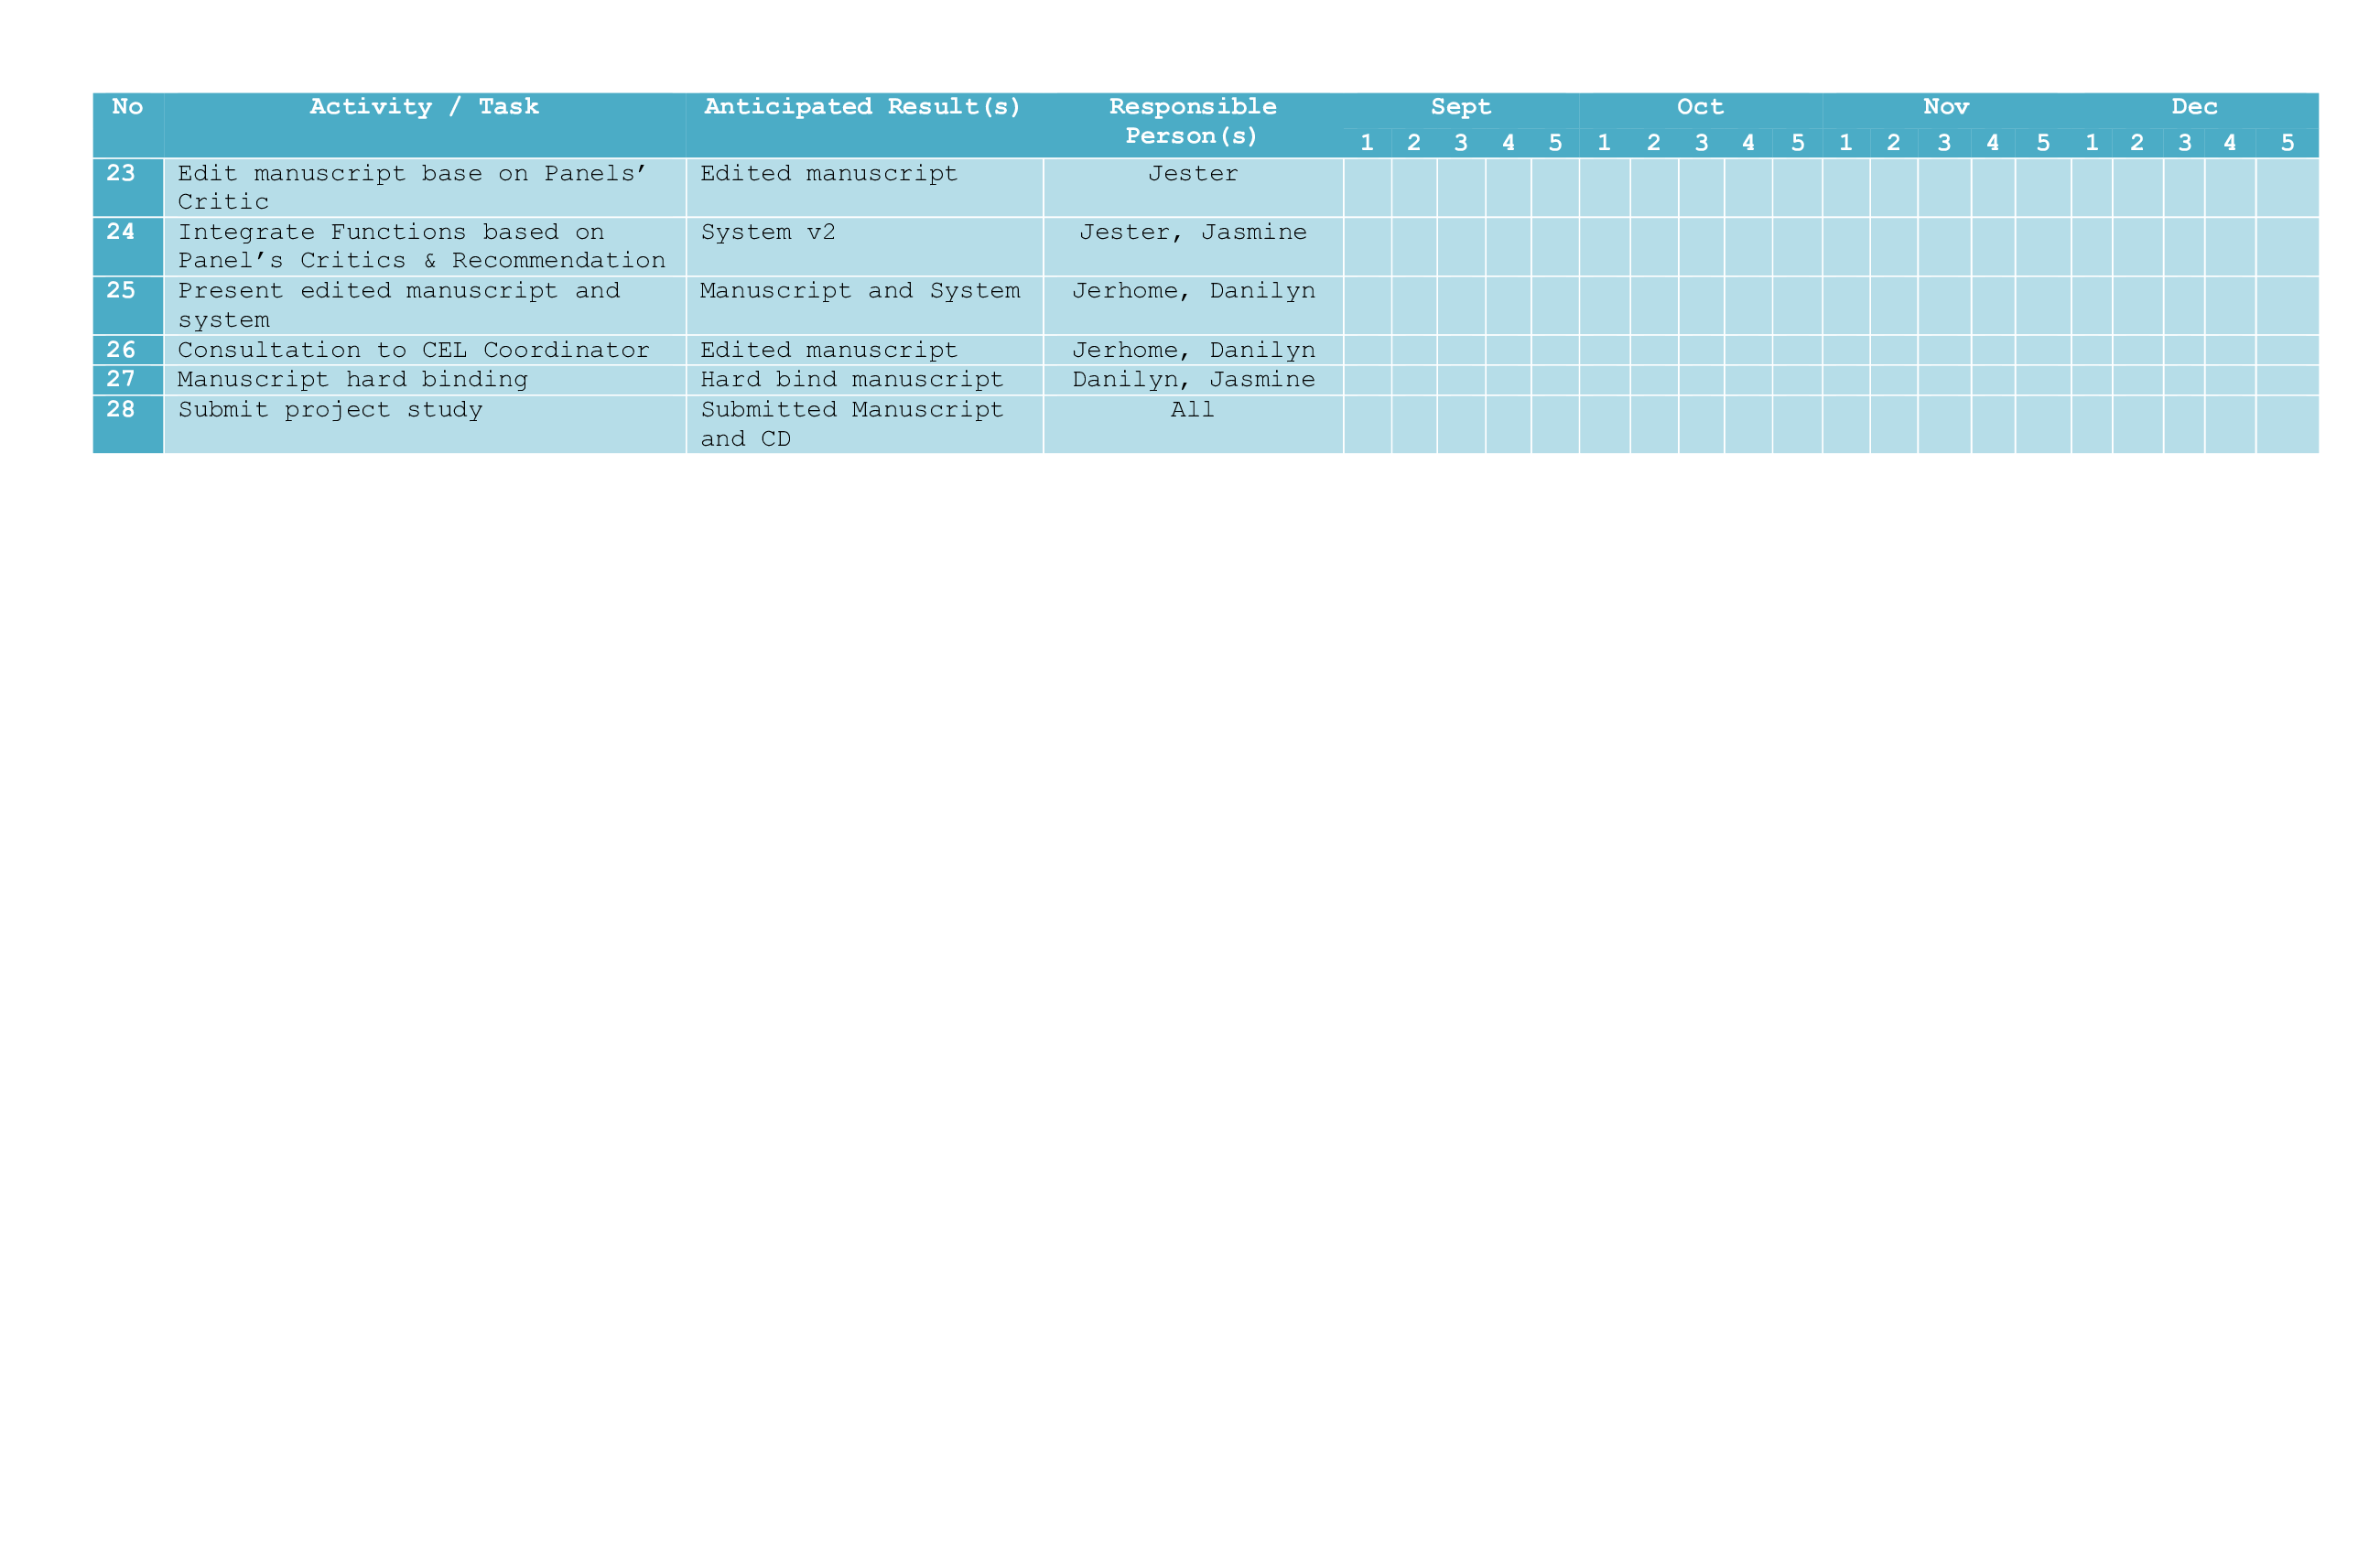 No Activity / Task Anticipated Result(s) Responsible Person(s) Sept Oct Nov Dec
1 2 3 4 5 1 2 3 4 5 1 2 3 4 5 1 2 3 4 5
23 Edit manuscript base on Panels’ Edited manuscript Jester
Critic
24 Integrate Functions based on System v2 Jester, Jasmine
Panel’s Critics & Recommendation
25 Present edited manuscript and Manuscript and System Jerhome, Danilyn
system
26 Consultation to CEL Coordinator Edited manuscript Jerhome, Danilyn
27 Manuscript hard binding Hard bind manuscript Danilyn, Jasmine
28 Submit project study Submitted Manuscript All
and CD